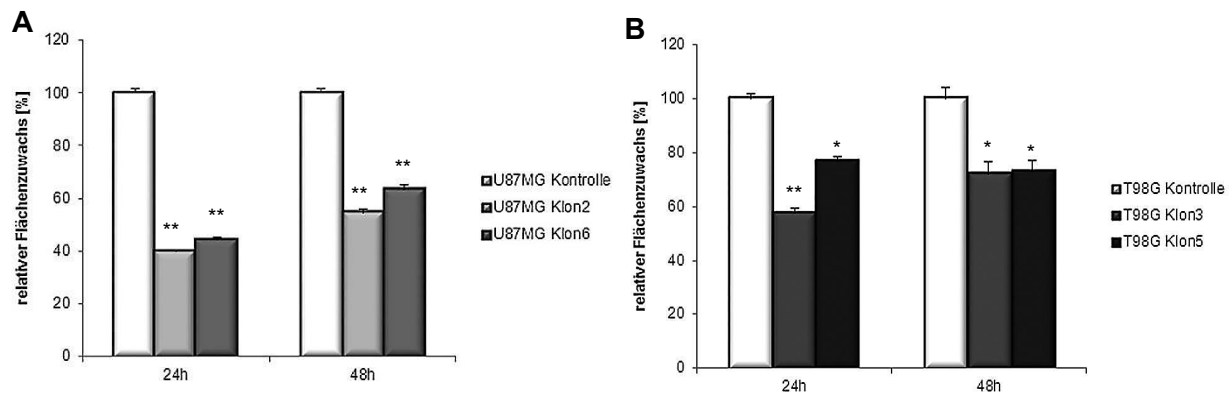 A
relativer Flächenzuwachs [%]
120
100
80
60
40
20
0
**
**
**
**
24h
48h
U87MG Kontrolle
U87MG Klon2
U87MG Klon6
B
relativer Flächenzuwachs [%]
120
100
80
60
40
20
0
**
*
*
*
24h
48h
T98G Kontrolle
T98G Klon3
T98G Klon5